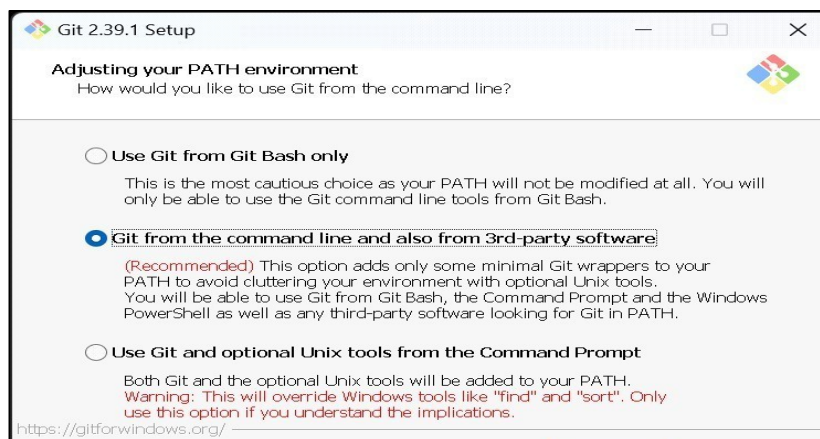 Git 2.39.1 Setup
Adjusting your PATH environment
How would you like to use Git from the command line?
Use Git from Git Bash only
This is the most cautious choice as your PATH will not be modified at all. You will
only be able to use the Git command line tools from Git Bash.
Git from the command line and also from 3rd-party software
(Recommended) This option adds only some minimal Git wrappers to your
PATH to avoid cluttering your environment with optional Unix tools.
You will be able to use Git from Git Bash, the Command Prompt and the Windows
PowerShell as well as any third-party software looking for Git in PATH.
Use Git and optional Unix tools from the Command Prompt
Both Git and the optional Unix tools will be added to your PATH.
Warning: This will override Windows tools like "find" and "sort". Only
use this option if you understand the implications.
https://gitforwindows.org/